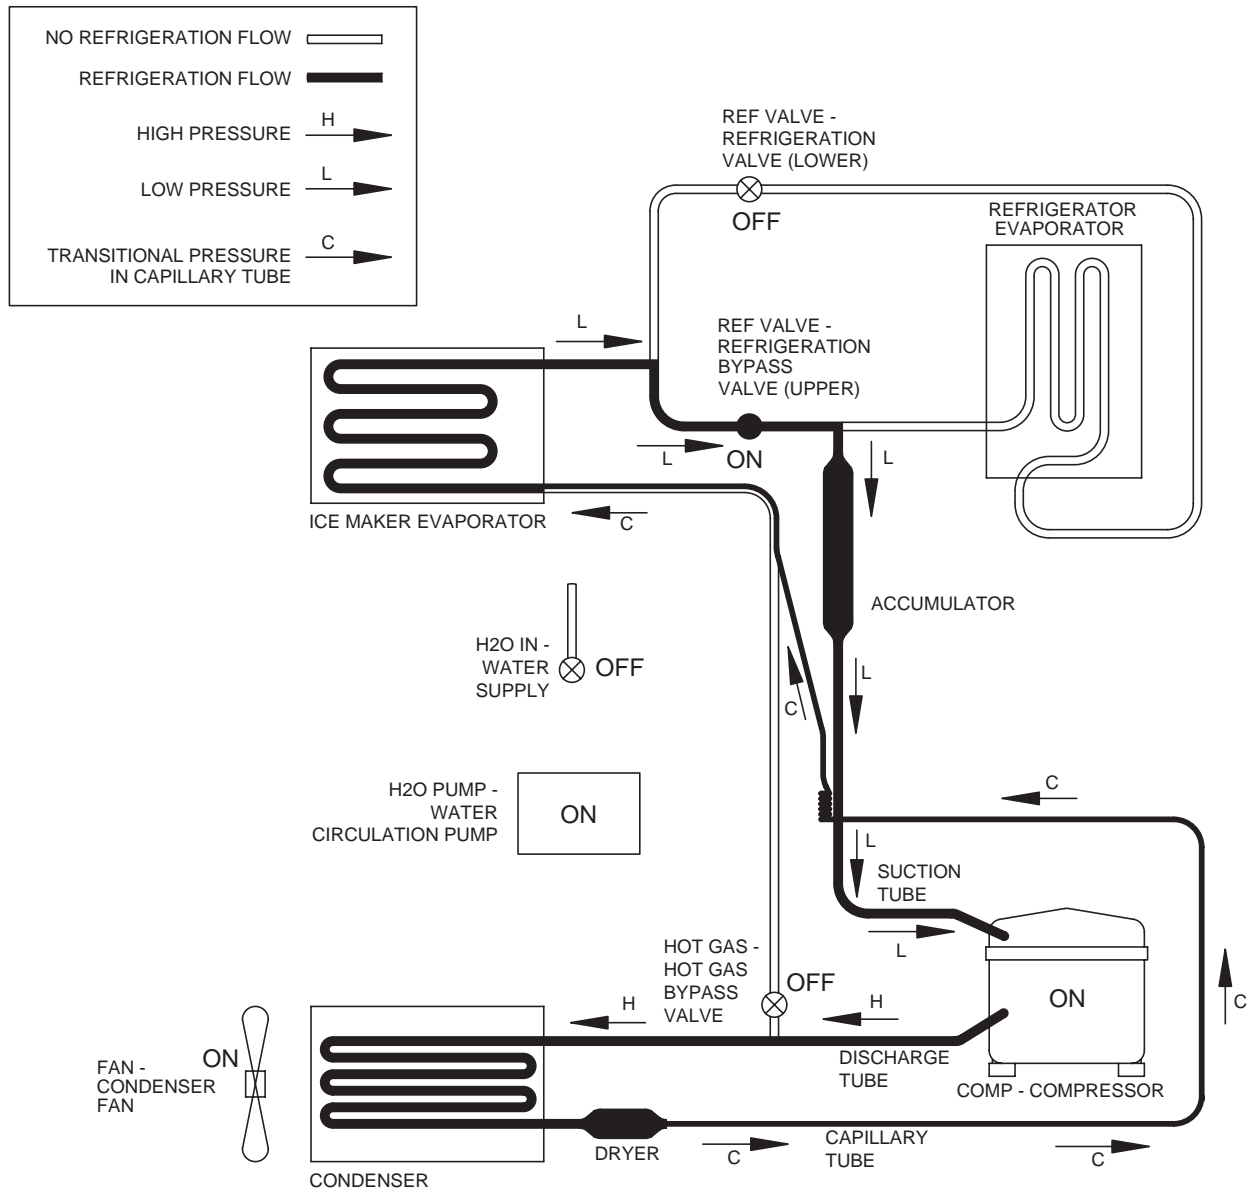 NO REFRIGERATION FLOW
REFRIGERATION FLOW
HIGH PRESSURE
H
LOW PRESSURE
L
TRANSITIONAL PRESSURE
IN CAPILLARY TUBE
C
REF VALVE -
REFRIGERATION
VALVE (LOWER)
OFF
REFRIGERATOR
EVAPORATOR
L
REF VALVE -
REFRIGERATION
BYPASS
VALVE (UPPER)
L
ON
L
ICE MAKER EVAPORATOR
C
ACCUMULATOR
H2O IN -
WATER
SUPPLY
OFF
L
C
H2O PUMP -
WATER
CIRCULATION PUMP
ON
C
L
SUCTION
TUBE
L
HOT GAS -
HOT GAS
BYPASS
VALVE
OFF
H
H
ON
C
DISCHARGE
TUBE
COMP - COMPRESSOR
FAN -
CONDENSER
FAN
ON
CONDENSER
DRYER
C
CAPILLARY
TUBE
C